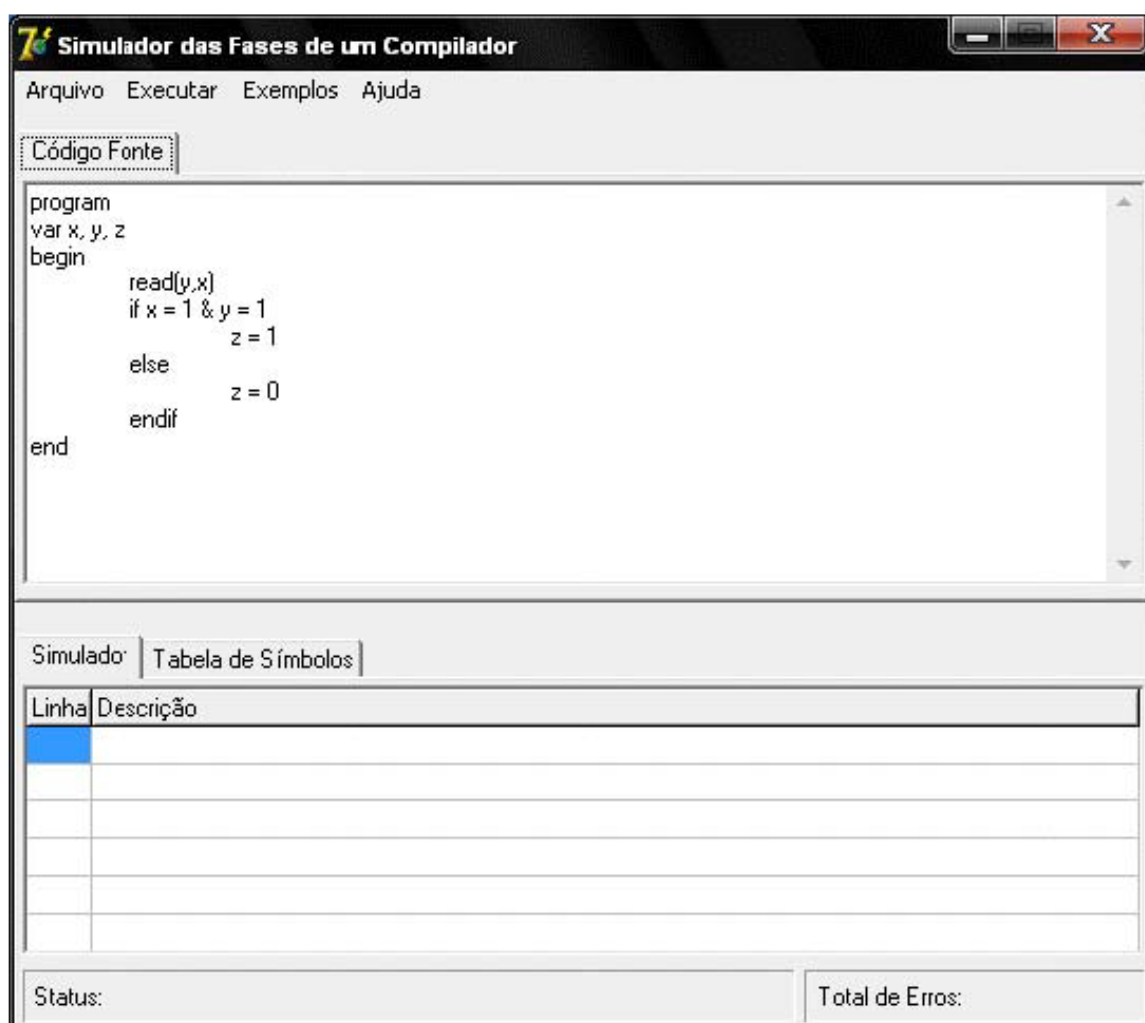 Simulador das Fases de um Compilador
Arquivo Executar Exemplos Ajuda
Código Fonte
program
var x, y, z
begin
read(y,x)
if x = 1 & y = 1
z = 1
else
z = 0
endif
end
Simulador Tabela de Símbolos
Linha Descrição
Status: Total de Erros: